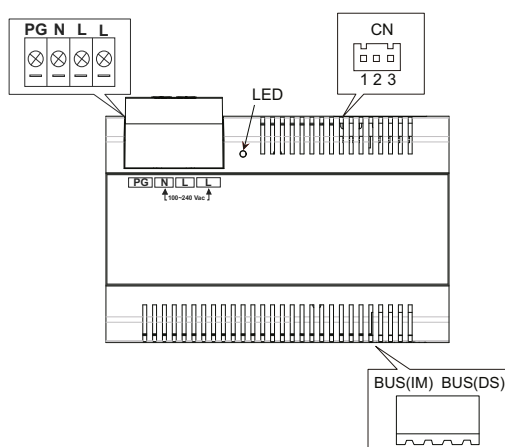 PG N L L
CN
1 2 3
LED
PG N L L
100~240 Vac
BUS(IM) BUS(DS)